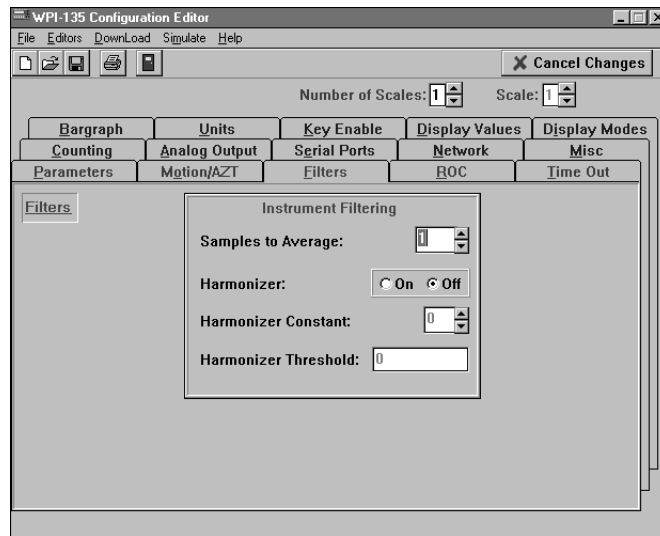 WPI-135 Configuration Editor
File Editors DownLoad Simulate Help
Cancel Changes
Number of Scales: 1 Scale: 1
Bargraph Units Key Enable Display Values Display Modes
Counting Analog Output Serial Ports Network Misc
Parameters Motion/AZT Filters ROC Time Out
Filters
Instrument Filtering
Samples to Average: 1
Harmonizer: On Off
Harmonizer Constant: 0
Harmonizer Threshold: 0